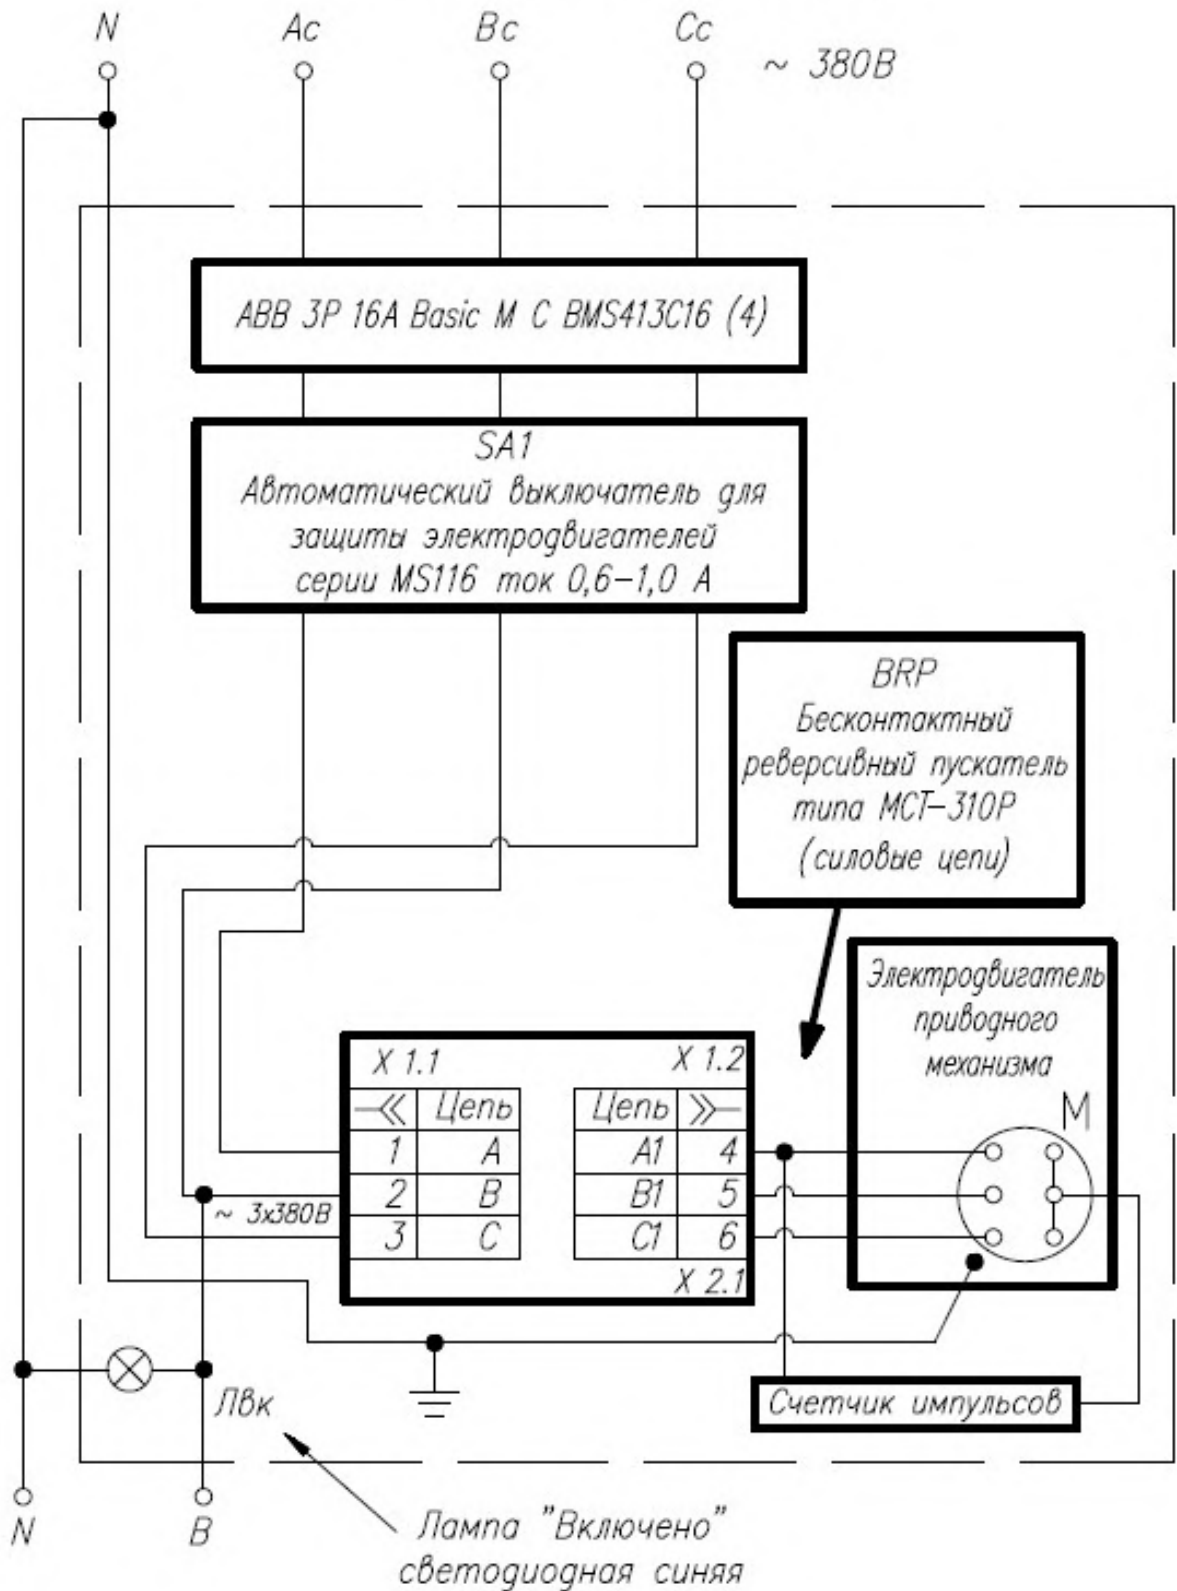 N Ac Bc Cc ~ 380В
ABB 3P 16A Basic M C BMS413C16 (4)
SA1
Автоматический выключатель для
защиты электродвигателей
серии MS116 ток 0,6-1,0 А
BRP
Бесконтактный
реверсивный пускатель
типа МСТ-310Р
(силовые цепи)
Электродвигатель
приводного
механизма
M
X 1.1 X 1.2
Цепь Цепь
1 A A1 4
2 B B1 5
3 C C1 6
~ 3x380В
X 2.1
Лвк
Счетчик импульсов
N B
Лампа "Включено"
светодиодная синяя